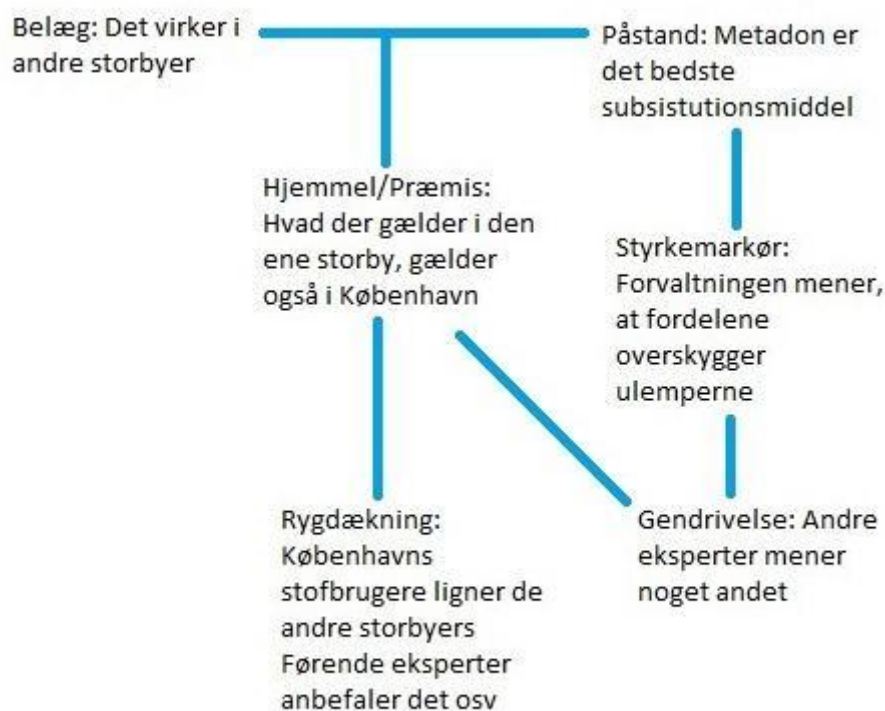 Belæg: Det virker i
andre storbyer
Påstand: Metadon er
det bedste
subsistutionsmiddel
Hjemmel/Præmis:
Hvad der gælder i den
ene storby, gælder
også i København
Styrkemarkør:
Forvaltningen mener,
at fordelene
overskygger
ulemperne
Rygdækning:
Københavns
stofbrugere ligner de
andre storbyers
Førende eksperter
anbefaler det osv
Gendrivelse: Andre
eksperter mener
noget andet